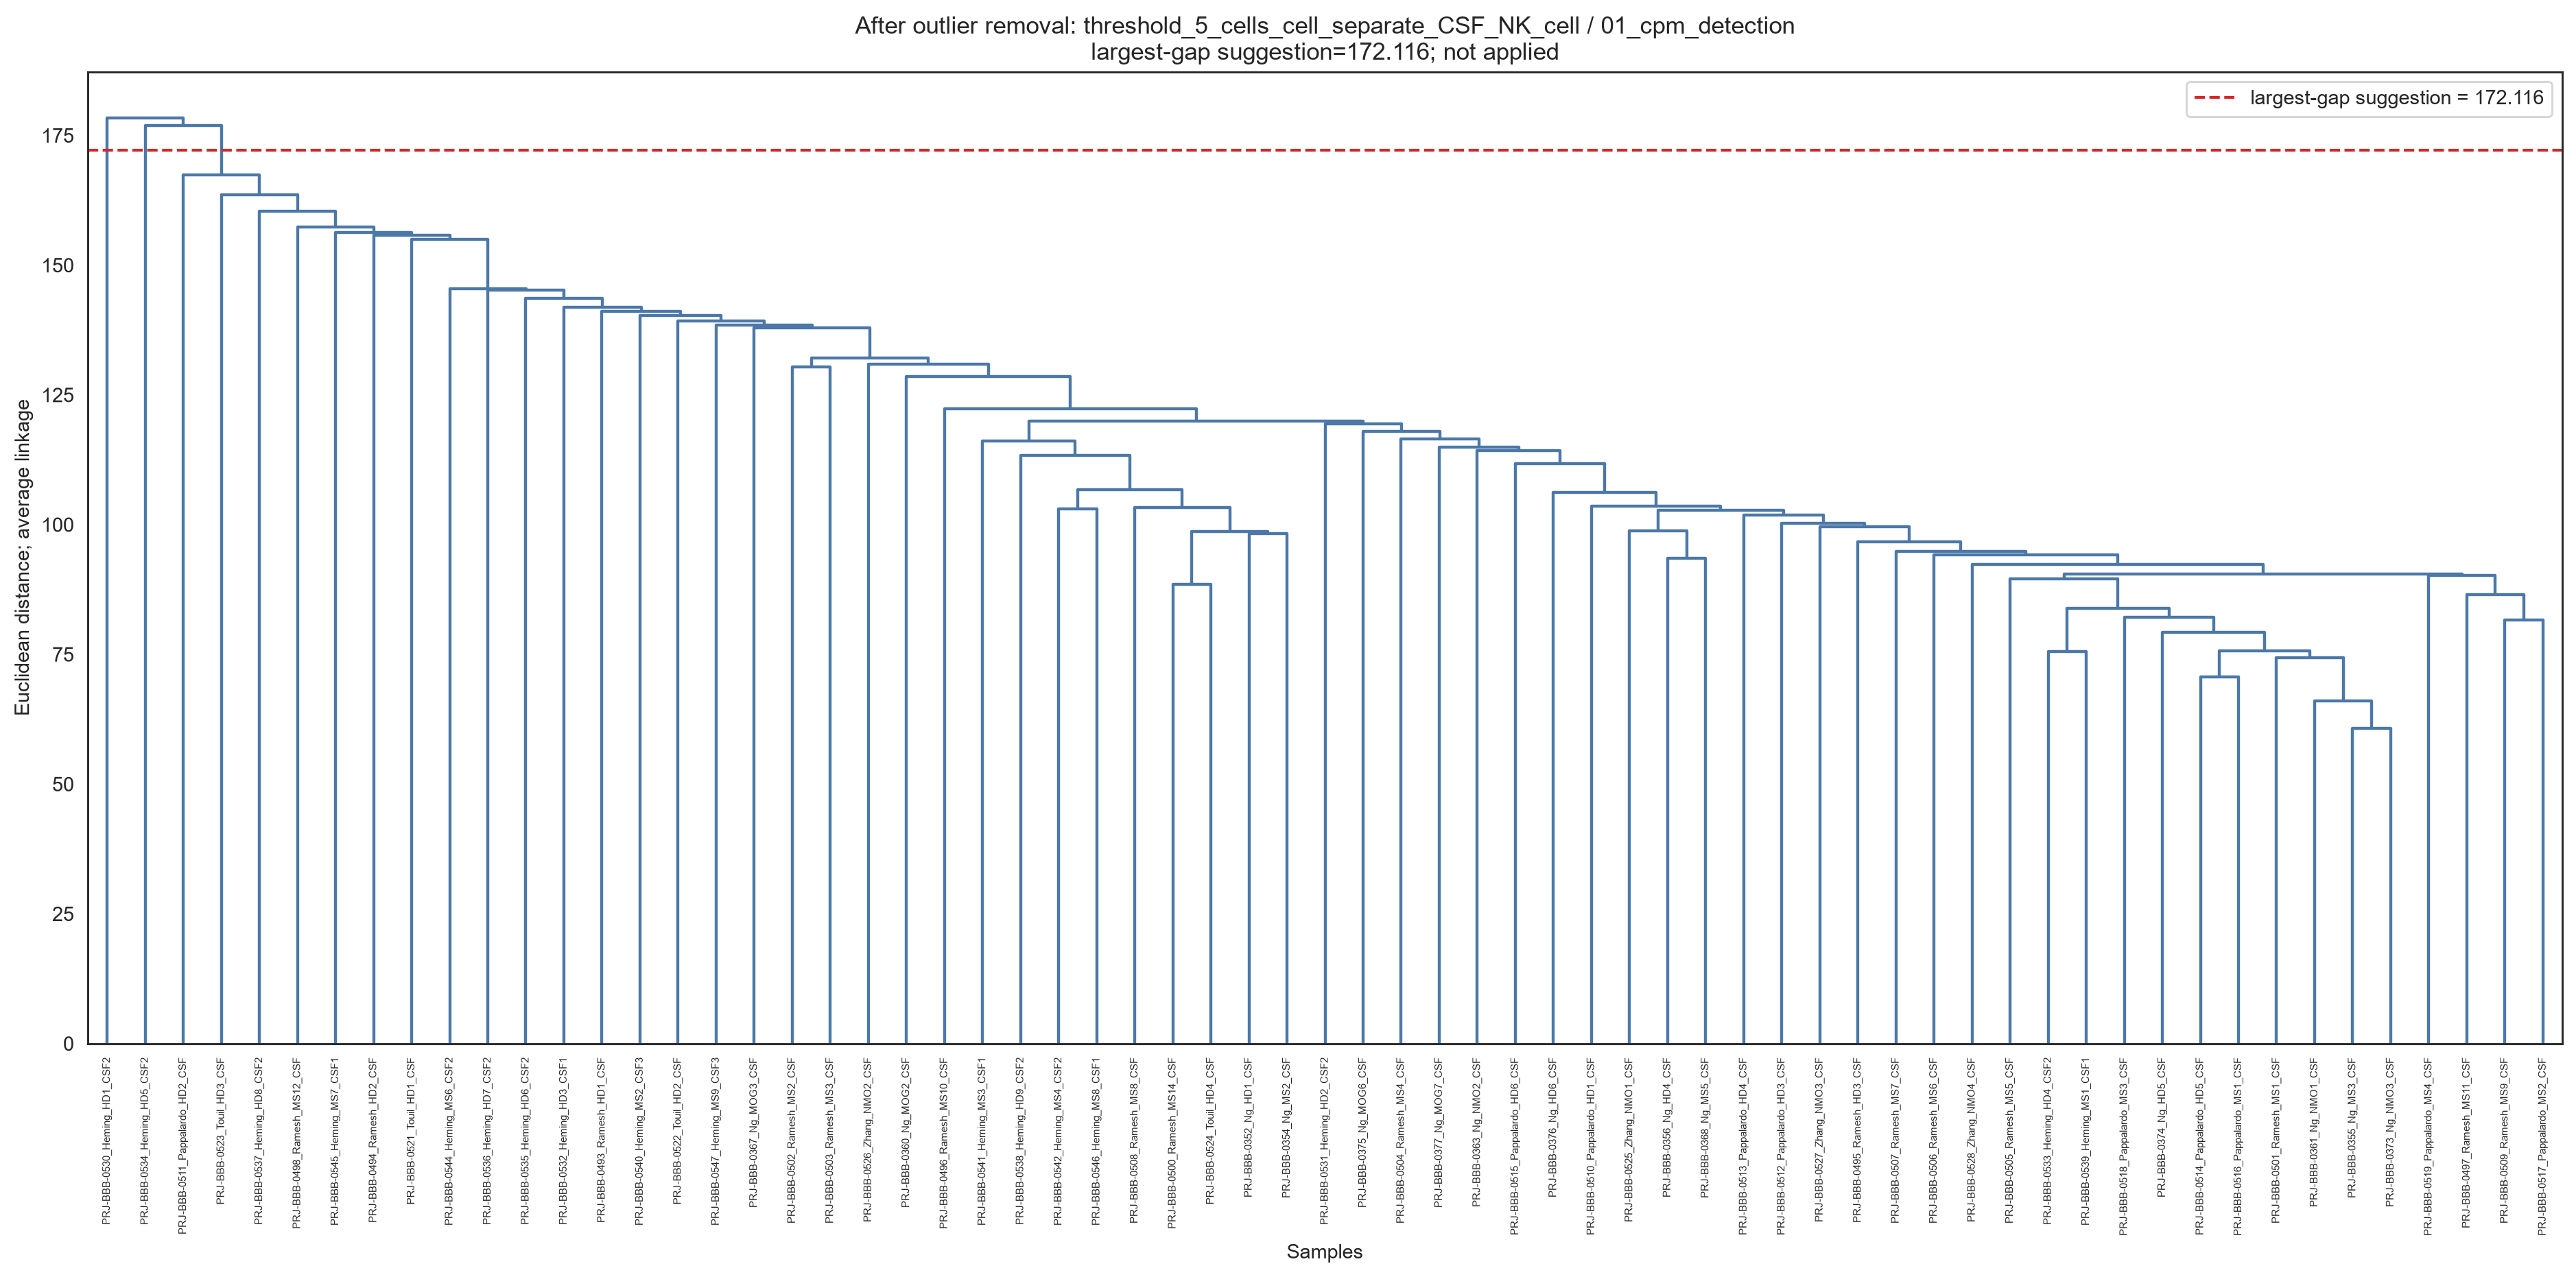 After outlier removal: threshold_5_cells_cell_separate_CSF_NK_cell / 01_cpm_detection
largest-gap suggestion=172.116; not applied
largest-gap suggestion = 172.116
175
150
125
100
75
50
25
0
Euclidean distance; average linkage
PRJ-BBB-0530_Heming_HD1_CSF2
PRJ-BBB-0534_Heming_HD5_CSF2
PRJ-BBB-0511_Pappalardo_HD2_CSF
PRJ-BBB-0523_Touil_HD3_CSF
PRJ-BBB-0537_Heming_HD8_CSF2
PRJ-BBB-0498_Ramesh_MS12_CSF
PRJ-BBB-0545_Heming_MS7_CSF1
PRJ-BBB-0494_Ramesh_HD2_CSF
PRJ-BBB-0521_Touil_HD1_CSF
PRJ-BBB-0544_Heming_MS6_CSF2
PRJ-BBB-0536_Heming_HD7_CSF2
PRJ-BBB-0535_Heming_HD6_CSF2
PRJ-BBB-0532_Heming_HD3_CSF1
PRJ-BBB-0493_Ramesh_HD1_CSF
PRJ-BBB-0540_Heming_MS2_CSF3
PRJ-BBB-0522_Touil_HD2_CSF
PRJ-BBB-0547_Heming_MS9_CSF3
PRJ-BBB-0367_Ng_MOG3_CSF
PRJ-BBB-0502_Ramesh_MS2_CSF
PRJ-BBB-0503_Ramesh_MS3_CSF
PRJ-BBB-0526_Zhang_NMO2_CSF
PRJ-BBB-0360_Ng_MOG2_CSF
PRJ-BBB-0496_Ramesh_MS10_CSF
PRJ-BBB-0541_Heming_MS3_CSF1
PRJ-BBB-0538_Heming_HD9_CSF2
PRJ-BBB-0542_Heming_MS4_CSF2
PRJ-BBB-0546_Heming_MS8_CSF1
PRJ-BBB-0508_Ramesh_MS8_CSF
PRJ-BBB-0500_Ramesh_MS14_CSF
PRJ-BBB-0524_Touil_HD4_CSF
PRJ-BBB-0352_Ng_HD1_CSF
PRJ-BBB-0354_Ng_MS2_CSF
PRJ-BBB-0531_Heming_HD2_CSF2
PRJ-BBB-0375_Ng_MOG6_CSF
PRJ-BBB-0504_Ramesh_MS4_CSF
PRJ-BBB-0377_Ng_MOG7_CSF
PRJ-BBB-0363_Ng_NMO2_CSF
PRJ-BBB-0515_Pappalardo_HD6_CSF
PRJ-BBB-0376_Ng_HD6_CSF
PRJ-BBB-0510_Pappalardo_HD1_CSF
PRJ-BBB-0525_Zhang_NMO1_CSF
PRJ-BBB-0356_Ng_HD4_CSF
PRJ-BBB-0368_Ng_MS5_CSF
PRJ-BBB-0513_Pappalardo_HD4_CSF
PRJ-BBB-0512_Pappalardo_HD3_CSF
PRJ-BBB-0527_Zhang_NMO3_CSF
PRJ-BBB-0495_Ramesh_HD3_CSF
PRJ-BBB-0507_Ramesh_MS7_CSF
PRJ-BBB-0506_Ramesh_MS6_CSF
PRJ-BBB-0528_Zhang_NMO4_CSF
PRJ-BBB-0505_Ramesh_MS5_CSF
PRJ-BBB-0533_Heming_HD4_CSF2
PRJ-BBB-0539_Heming_MS1_CSF1
PRJ-BBB-0518_Pappalardo_MS3_CSF
PRJ-BBB-0374_Ng_HD5_CSF
PRJ-BBB-0514_Pappalardo_HD5_CSF
PRJ-BBB-0516_Pappalardo_MS1_CSF
PRJ-BBB-0501_Ramesh_MS1_CSF
PRJ-BBB-0361_Ng_NMO1_CSF
PRJ-BBB-0355_Ng_MS3_CSF
PRJ-BBB-0373_Ng_NMO3_CSF
PRJ-BBB-0519_Pappalardo_MS4_CSF
PRJ-BBB-0497_Ramesh_MS11_CSF
PRJ-BBB-0509_Ramesh_MS9_CSF
PRJ-BBB-0517_Pappalardo_MS2_CSF
Samples